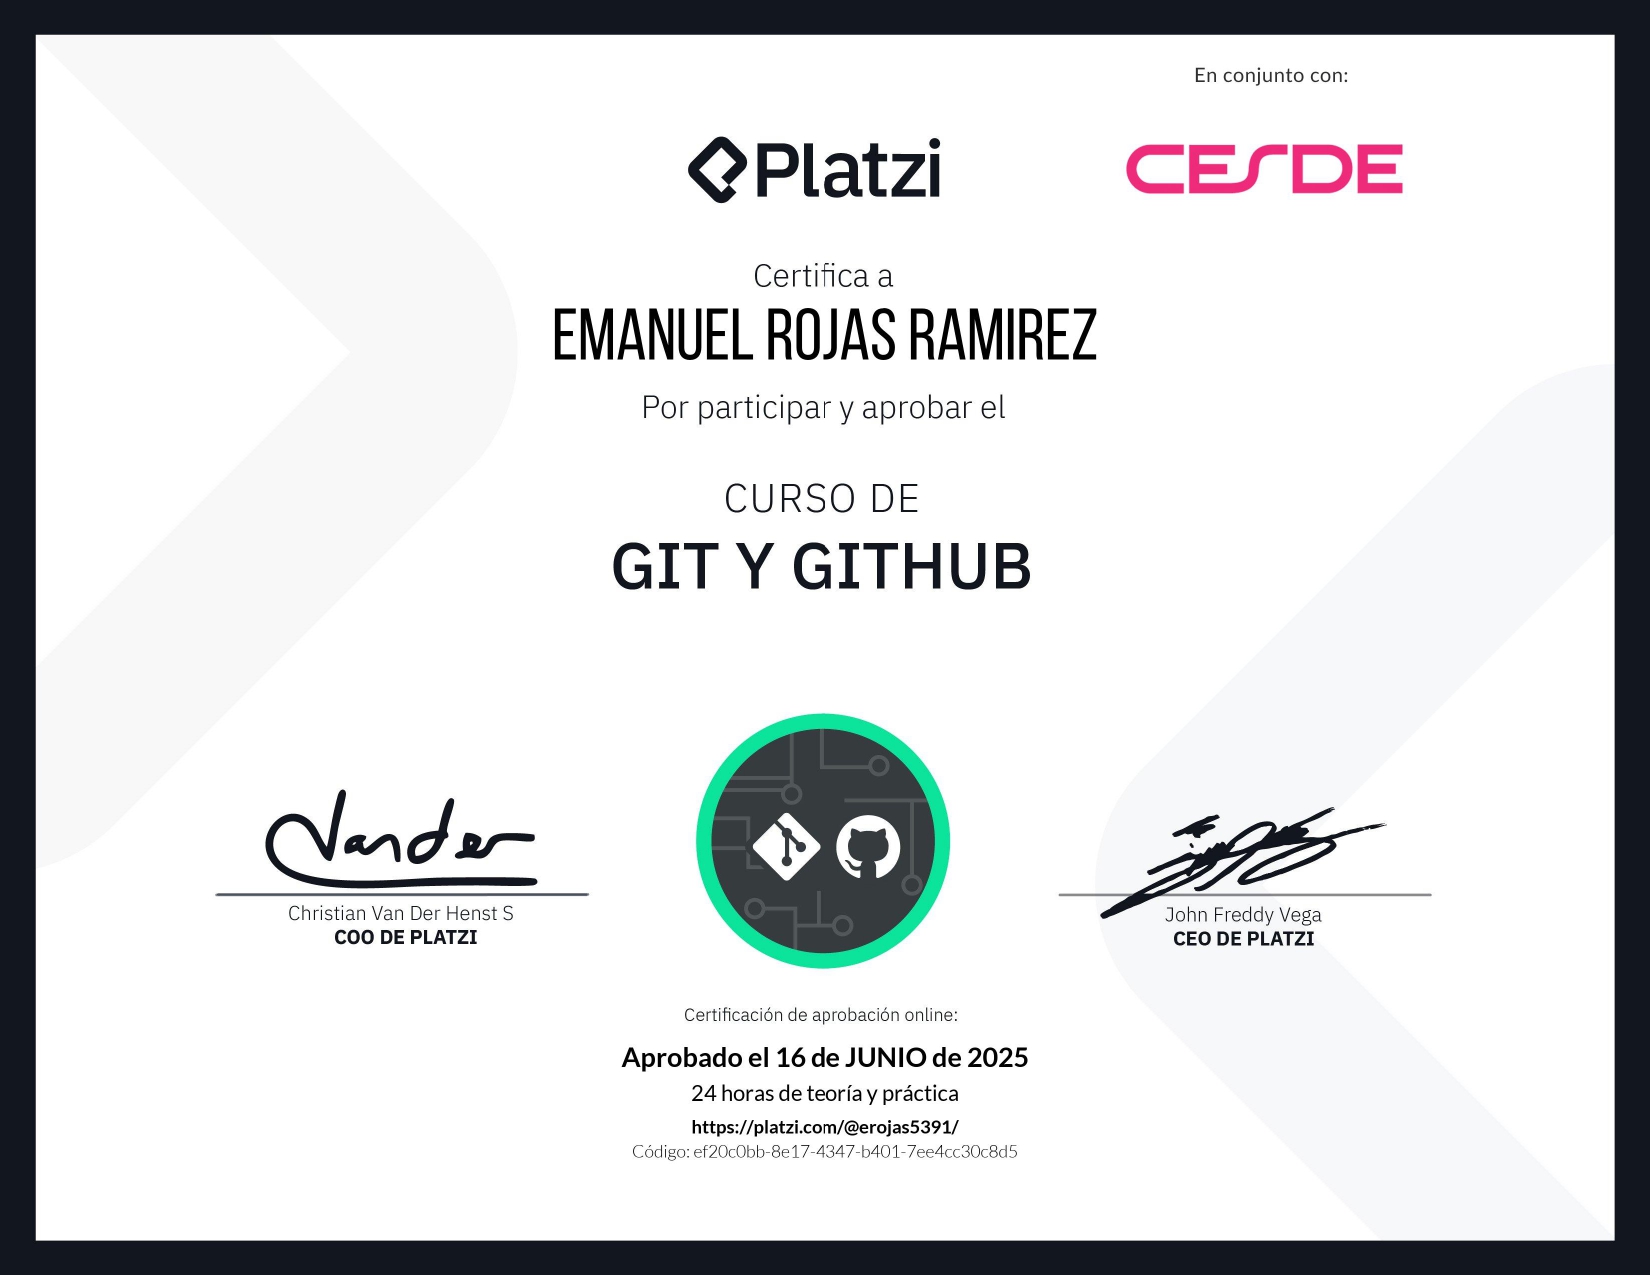 En conjunto con:
Platzi
CESDE
Certifica a
EMANUEL ROJAS RAMIREZ
Por participar y aprobar el
CURSO DE
GIT Y GITHUB
Vander
Christian Van Der Henst S
COO DE PLATZI
John Freddy Vega
CEO DE PLATZI
Certificación de aprobación online:
Aprobado el 16 de JUNIO de 2025
24 horas de teoría y práctica
https://platzi.com/@erojas5391/
Código: ef20c0bb-8e17-4347-b401-7ee4cc30c8d5